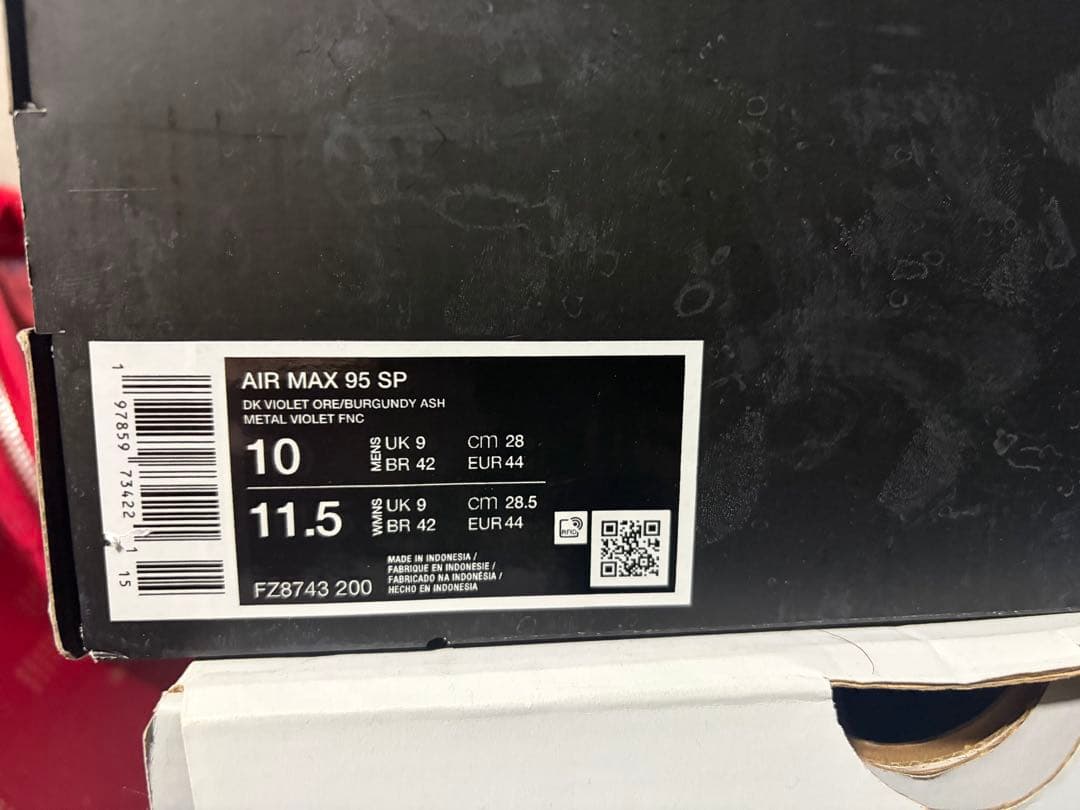 AIR MAX 95 SP
DK VIOLET ORE/BURGUNDY ASH
METAL VIOLET FNC
10 MENS UK 9 cm 28
BR 42 EUR 44
11.5 WMNS UK 9 cm 28.5
BR 42 EUR 44
RFID
MADE IN INDONESIA /
FABRIQUE EN INDONESIE /
FABRICADO NA INDONÉSIA /
HECHO EN INDONESIA
FZ8743 200
1 97859 73422 1 15